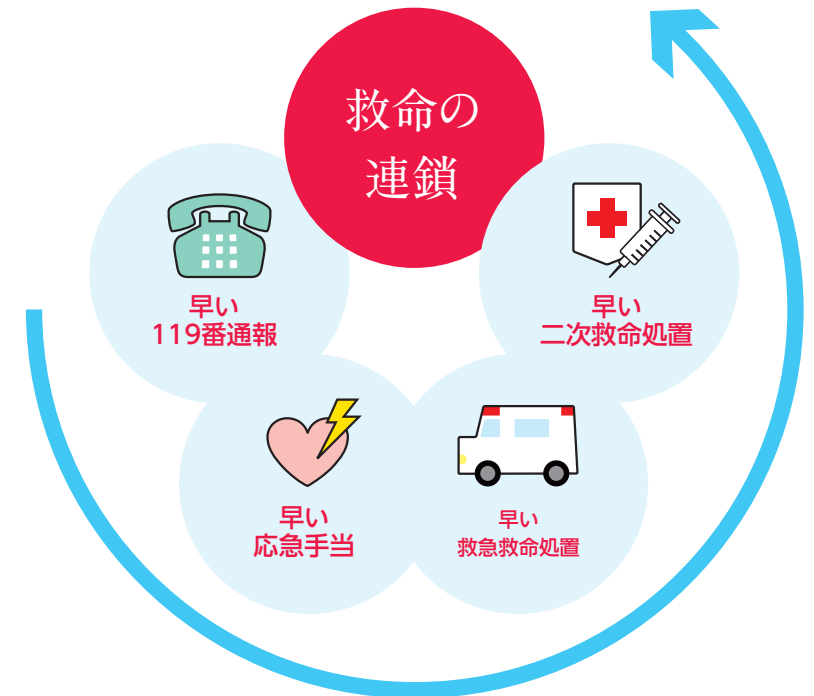 救命の
連鎖
早い
119番通報
早い
応急手当
早い
救急救命処置
早い
二次救命処置